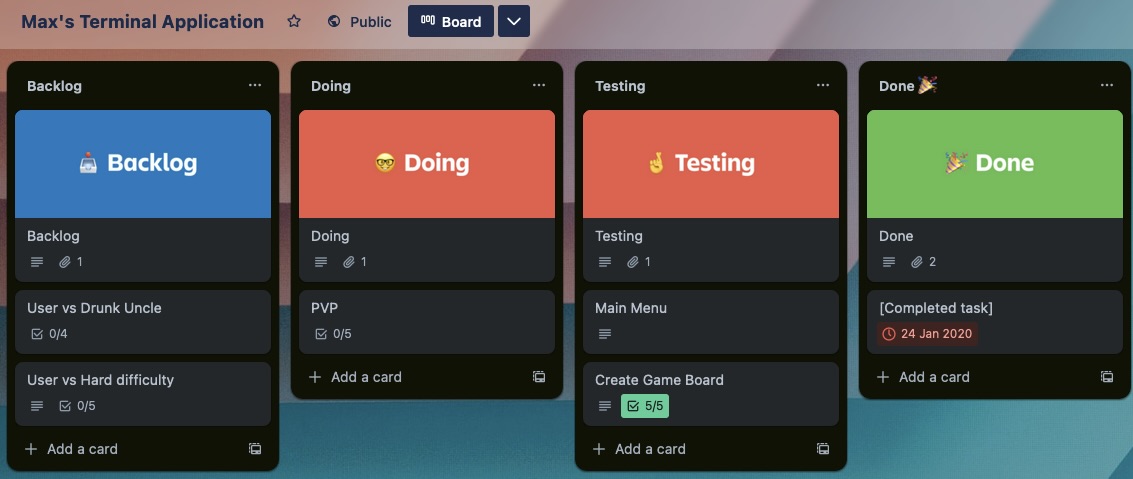 Max's Terminal Application
Public
Board
Backlog
Backlog
Backlog
1
User vs Drunk Uncle
0/4
User vs Hard difficulty
0/5
Add a card
Doing
Doing
Doing
1
PVP
0/5
Add a card
Testing
Testing
Testing
1
Main Menu
Create Game Board
5/5
Add a card
Done 🎉
Done
Done
2
[Completed task]
24 Jan 2020
Add a card